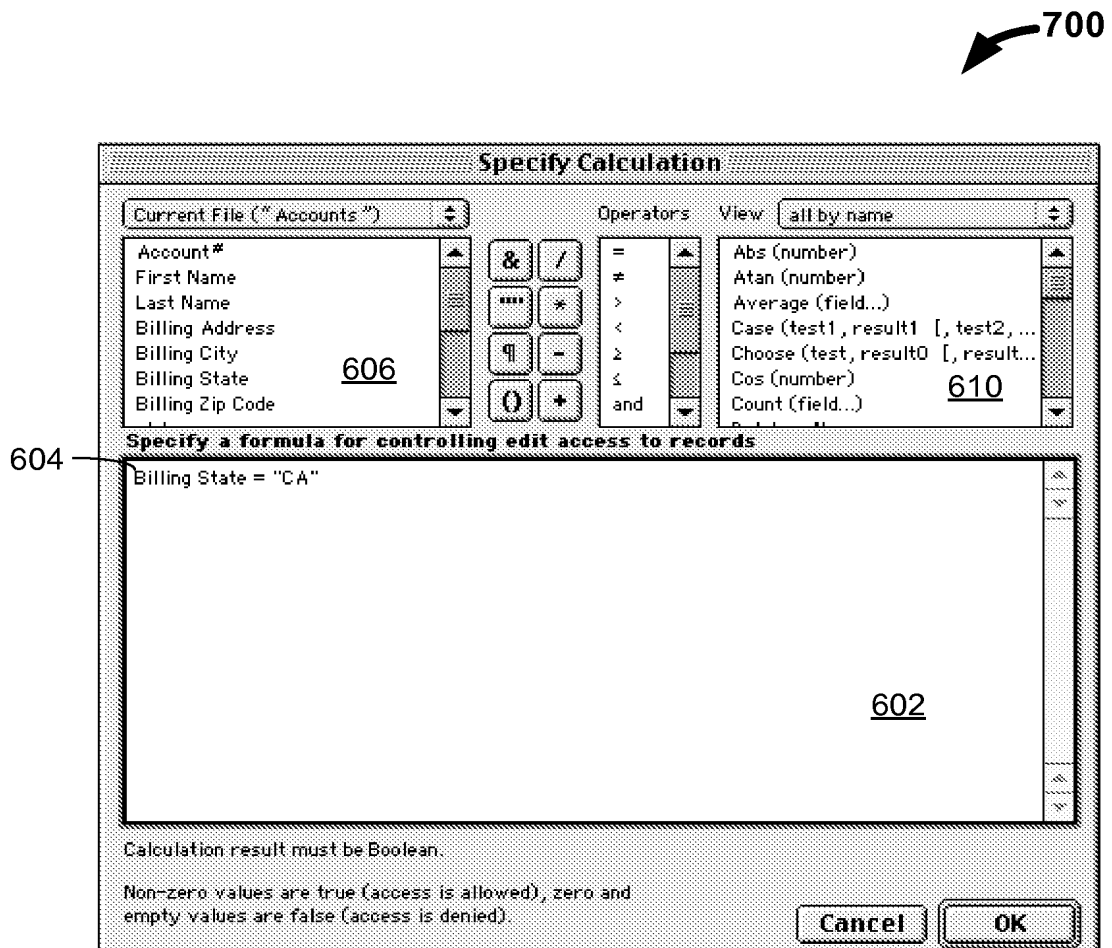 700
Specify Calculation
Current File ("Accounts")
Operators
View
all by name
Account#
First Name
Last Name
Billing Address
Billing City
Billing State
Billing Zip Code
606
& /
"" *
¶ -
() +
=
≠
>
<
≥
≤
and
Abs (number)
Atan (number)
Average (field...)
Case (test1, result1 [, test2, ...
Choose (test, result0 [, result...
Cos (number)
Count (field...)
610
Specify a formula for controlling edit access to records
604
Billing State = "CA"
602
Calculation result must be Boolean.
Non-zero values are true (access is allowed), zero and
empty values are false (access is denied).
Cancel
OK